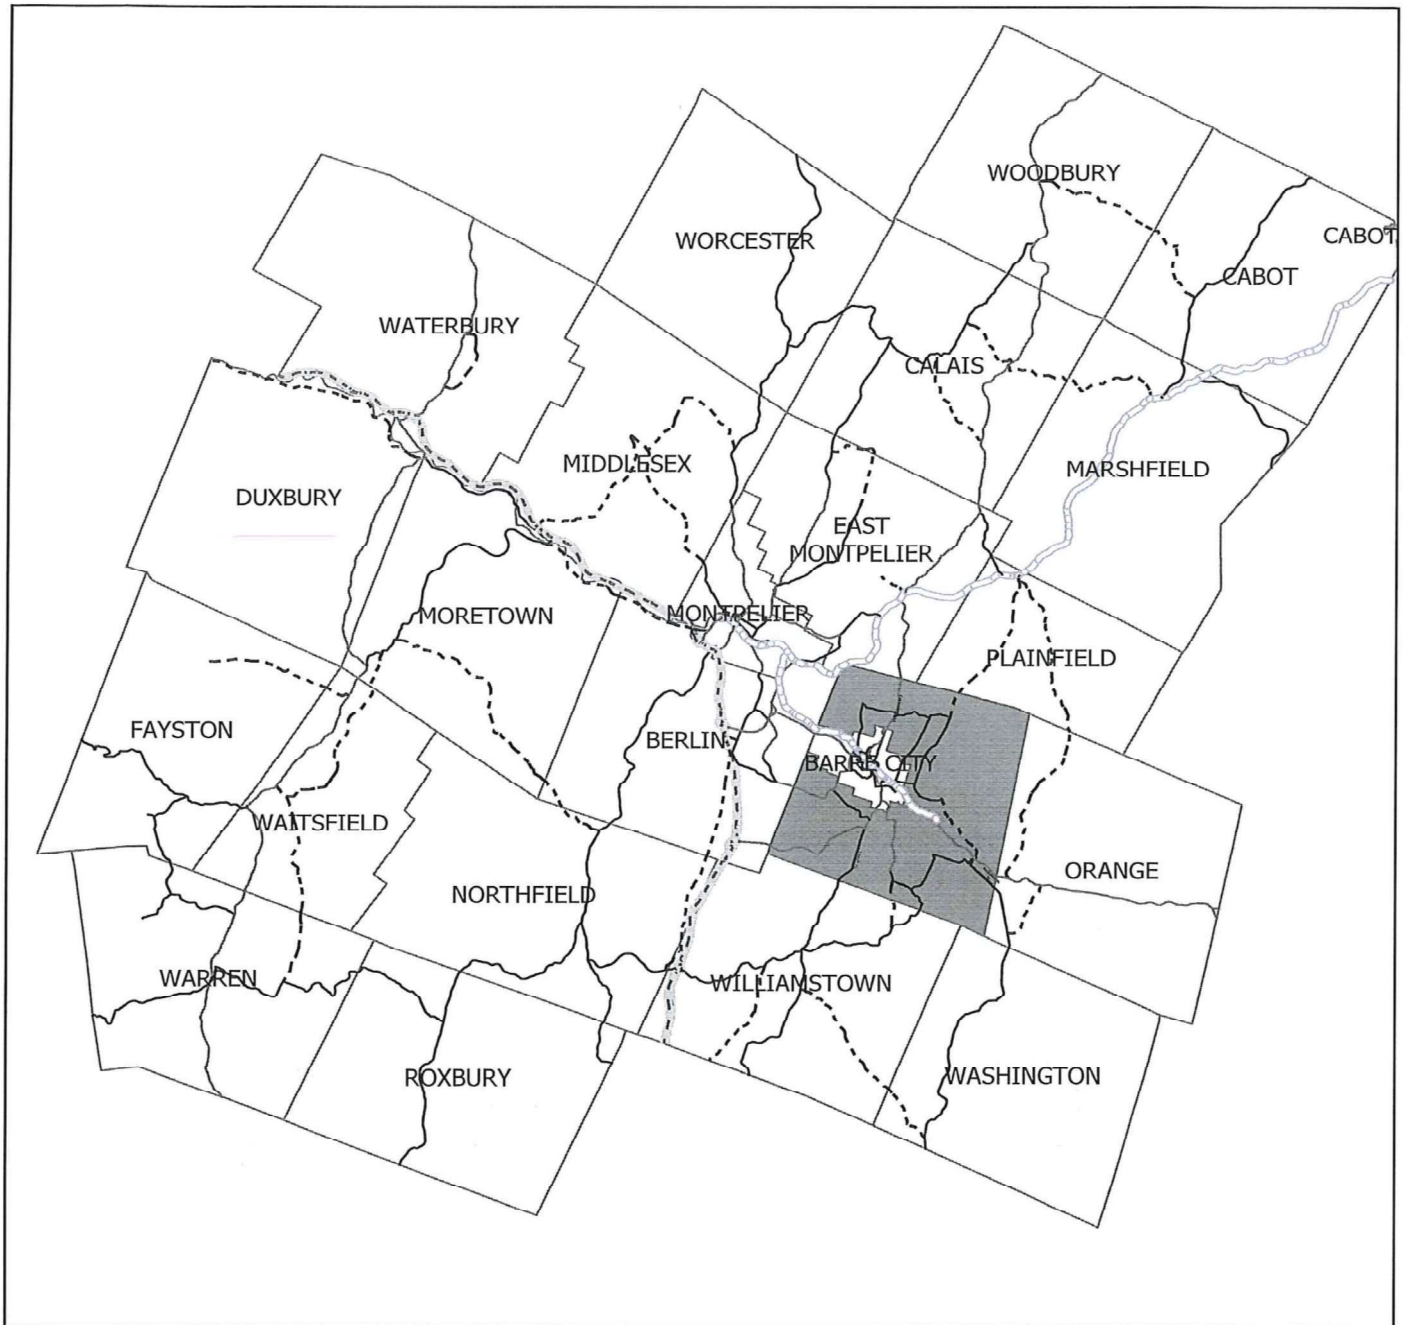 WOODBURY
WORCESTER
CABOT
CABOT
WATERBURY
CALAIS
MIDDLESEX
MARSHFIELD
DUXBURY
EAST
MONTPELIER
MORETOWN
MONTPELIER
PLAINFIELD
FAYSTON
BERLIN
BARRE CITY
WAITSFIELD
ORANGE
NORTHFIELD
WARREN
WILLIAMSTOWN
ROXBURY
WASHINGTON